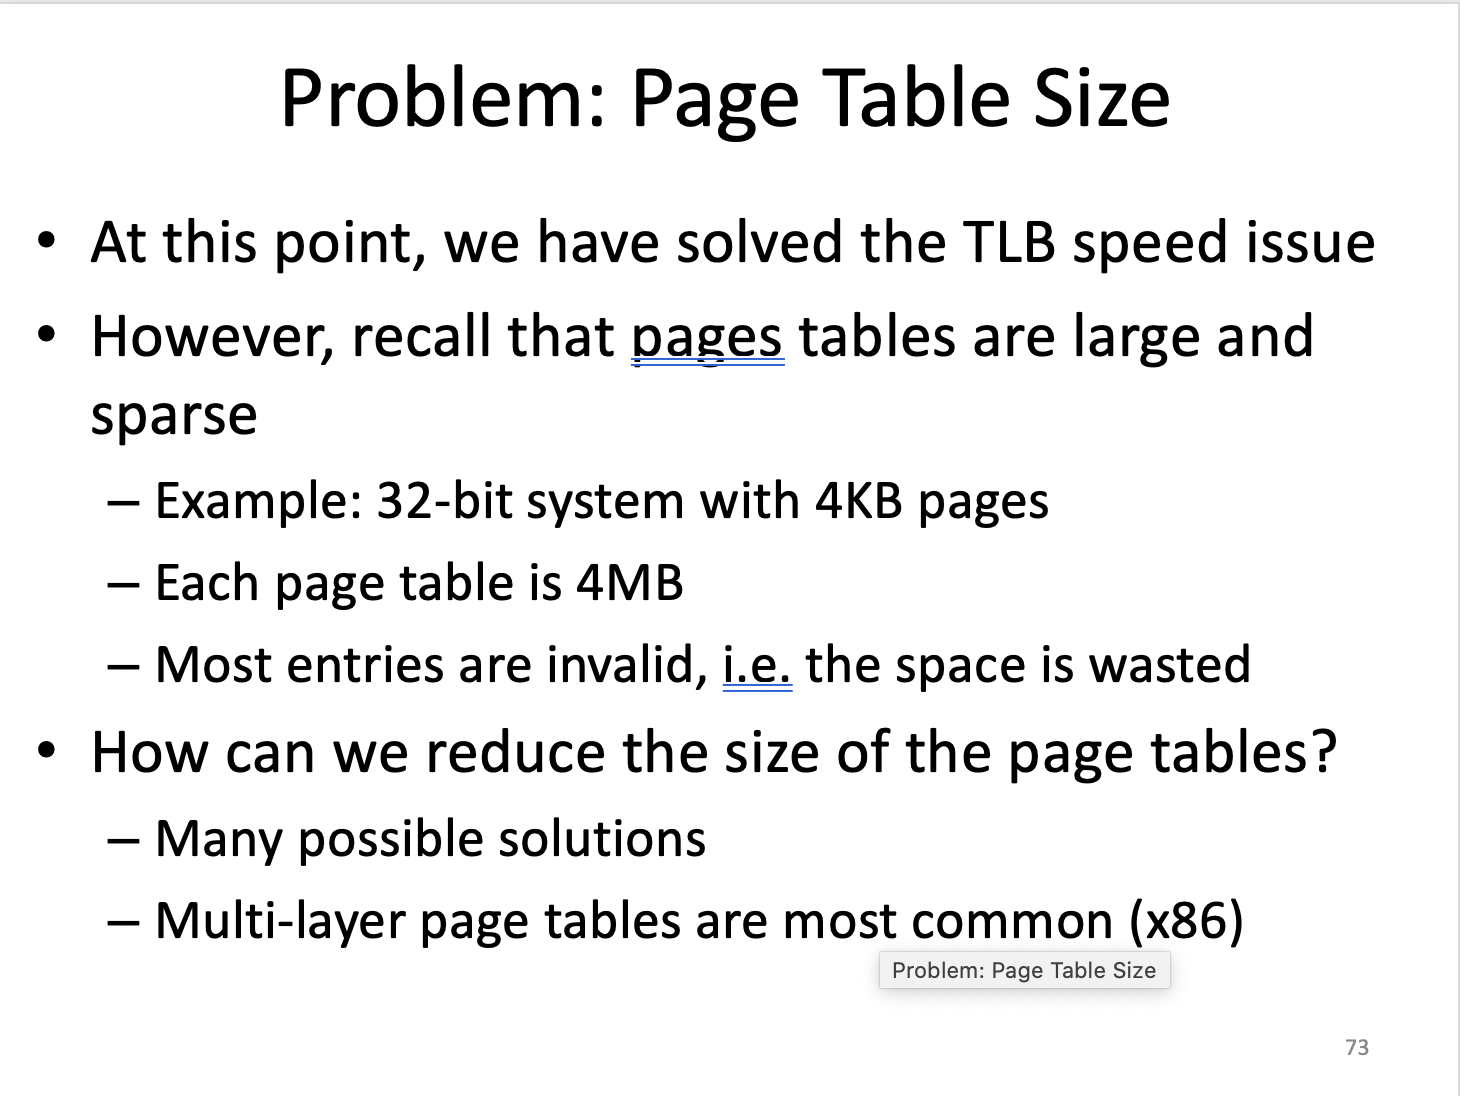 Problem: Page Table Size
• At this point, we have solved the TLB speed issue
• However, recall that pages tables are large and
sparse
– Example: 32-bit system with 4KB pages
– Each page table is 4MB
– Most entries are invalid, i.e. the space is wasted
• How can we reduce the size of the page tables?
– Many possible solutions
– Multi-layer page tables are most common (x86)
Problem: Page Table Size
73